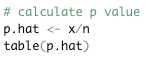 # calculate p value
p.hat <- x/n
table(p.hat)